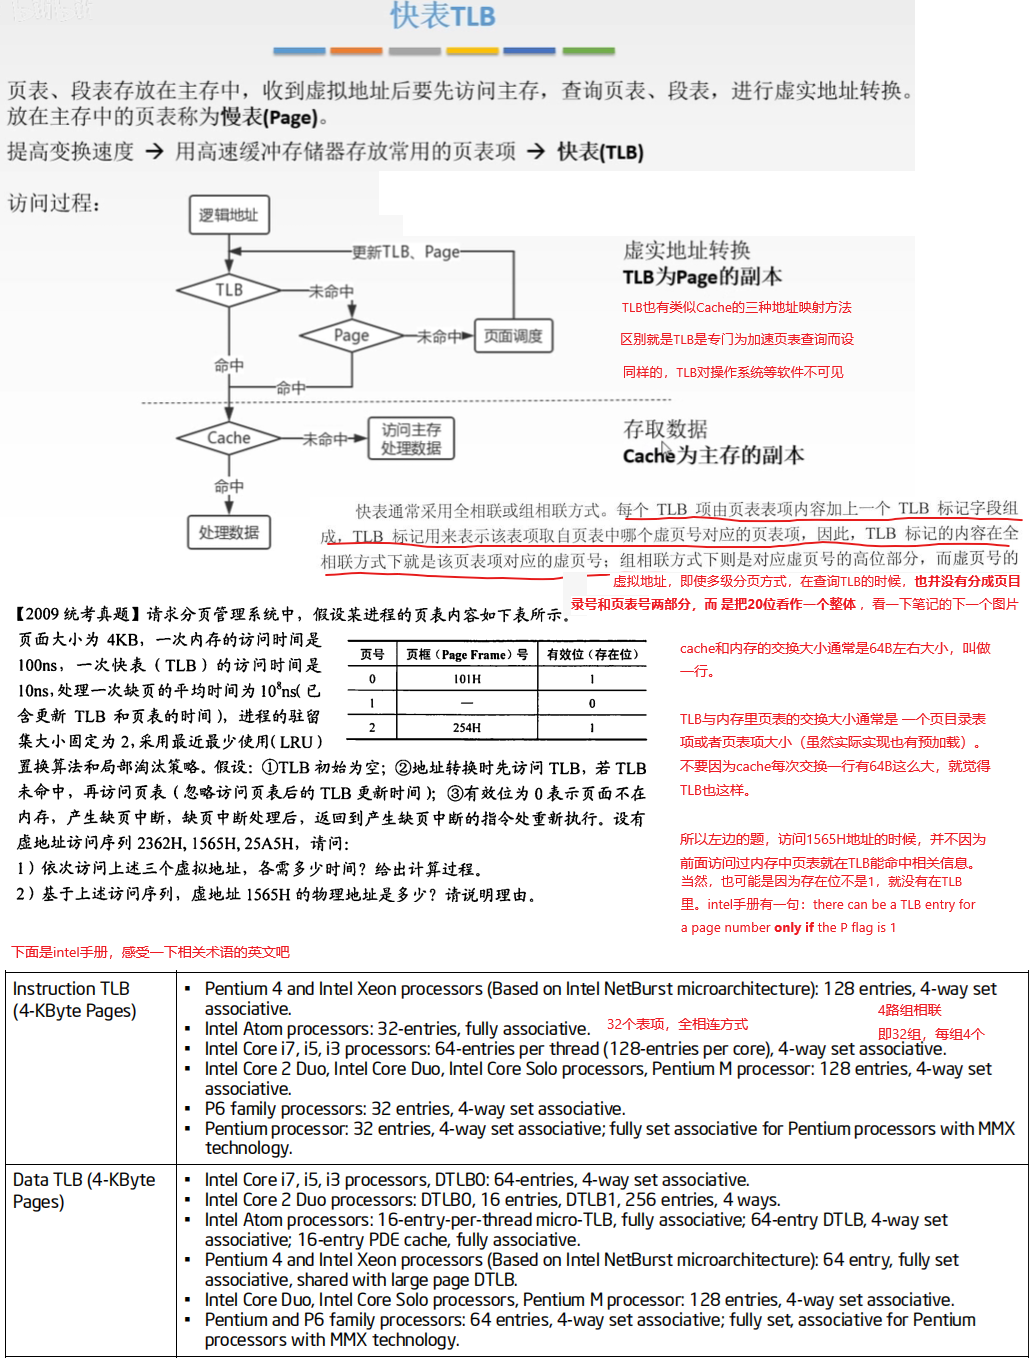 快表TLB
页表、段表存放在主存中，收到虚拟地址后要先访问主存，查询页表、段表，进行虚实地址转换。
放在主存中的页表称为慢表(Page)。
提高变换速度 → 用高速缓冲存储器存放常用的页表项 → 快表(TLB)
访问过程：
逻辑地址
更新TLB、Page
虚实地址转换
TLB为Page的副本
TLB
未命中
TLB也有类似Cache的三种地址映射方法
Page
未命中
页面调度
区别就是TLB是专门为加速页表查询而设
命中
命中
同样的，TLB对操作系统等软件不可见
Cache
未命中
访问主存
处理数据
存取数据
Cache为主存的副本
命中
处理数据
快表通常采用全相联或组相联方式。每个 TLB 项由页表表项内容加上一个 TLB 标记字段组
成，TLB 标记用来表示该表项取自页表中哪个虚页号对应的页表项，因此，TLB 标记的内容在全
相联方式下就是该页表项对应的虚页号；组相联方式下则是对应虚页号的高位部分，而虚页号的
虚拟地址，即使多级分页方式，在查询TLB的时候，也并没有分成页目
录号和页表号两部分，而 是把20位看作一个整体 ，看一下笔记的下一个图片
【2009 统考真题】请求分页管理系统中，假设某进程的页表内容如下表所示。
页面大小为 4KB，一次内存的访问时间是
100ns，一次快表（TLB）的访问时间是
10ns，处理一次缺页的平均时间为 10⁸ns（已
含更新 TLB 和页表的时间），进程的驻留
集大小固定为 2，采用最近最少使用（LRU）
页号 页框（Page Frame）号 有效位（存在位）
0 101H 1
1 — 0
2 254H 1
置换算法和局部淘汰策略。假设：①TLB 初始为空；②地址转换时先访问 TLB，若 TLB
未命中，再访问页表（忽略访问页表后的 TLB 更新时间）；③有效位为 0 表示页面不在
内存，产生缺页中断，缺页中断处理后，返回到产生缺页中断的指令处重新执行。设有
虚地址访问序列 2362H, 1565H, 25A5H，请问：
1）依次访问上述三个虚拟地址，各需多少时间？给出计算过程。
2）基于上述访问序列，虚地址 1565H 的物理地址是多少？请说明理由。
cache和内存的交换大小通常是64B左右大小，叫做
一行。
TLB与内存里页表的交换大小通常是 一个页目录表
项或者页表项大小（虽然实际实现也有预加载）。
不要因为cache每次交换一行有64B这么大，就觉得
TLB也这样。
所以左边的题，访问1565H地址的时候，并不因为
前面访问过内存中页表就在TLB能命中相关信息。
当然，也可能是因为存在位不是1，就没有在TLB
里。intel手册有一句：there can be a TLB entry for
a page number only if the P flag is 1
下面是intel手册，感受一下相关术语的英文吧
Instruction TLB
(4-KByte Pages)
▪ Pentium 4 and Intel Xeon processors (Based on Intel NetBurst microarchitecture): 128 entries, 4-way set
associative.
▪ Intel Atom processors: 32-entries, fully associative.
32个表项，全相连方式
4路组相联
即32组，每组4个
▪ Intel Core i7, i5, i3 processors: 64-entries per thread (128-entries per core), 4-way set associative.
▪ Intel Core 2 Duo, Intel Core Duo, Intel Core Solo processors, Pentium M processor: 128 entries, 4-way set
associative.
▪ P6 family processors: 32 entries, 4-way set associative.
▪ Pentium processor: 32 entries, 4-way set associative; fully set associative for Pentium processors with MMX
technology.
Data TLB (4-KByte
Pages)
▪ Intel Core i7, i5, i3 processors, DTLB0: 64-entries, 4-way set associative.
▪ Intel Core 2 Duo processors: DTLB0, 16 entries, DTLB1, 256 entries, 4 ways.
▪ Intel Atom processors: 16-entry-per-thread micro-TLB, fully associative; 64-entry DTLB, 4-way set
associative; 16-entry PDE cache, fully associative.
▪ Pentium 4 and Intel Xeon processors (Based on Intel NetBurst microarchitecture): 64 entry, fully set
associative, shared with large page DTLB.
▪ Intel Core Duo, Intel Core Solo processors, Pentium M processor: 128 entries, 4-way set associative.
▪ Pentium and P6 family processors: 64 entries, 4-way set associative; fully set, associative for Pentium
processors with MMX technology.